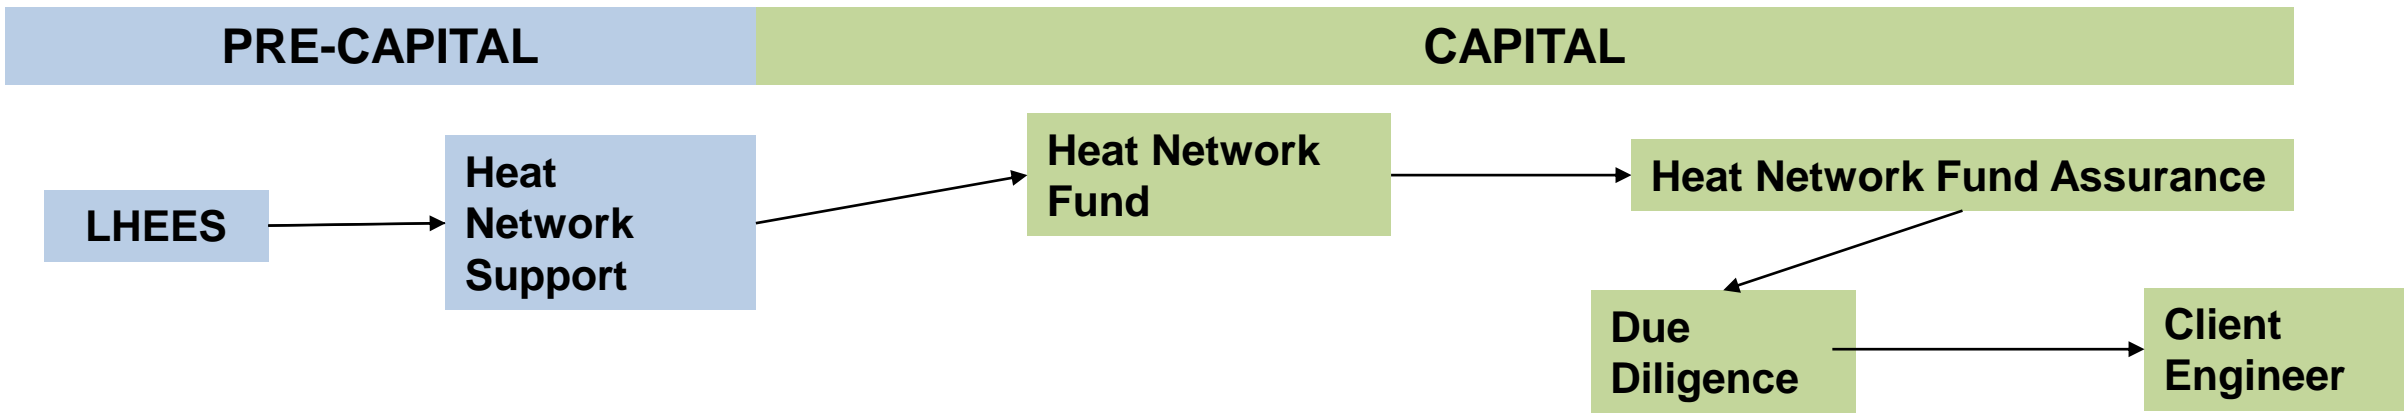 PRE-CAPITAL
CAPITAL
LHEES
Heat
Network
Support
Heat Network
Fund
Heat Network Fund Assurance
Due
Diligence
Client
Engineer